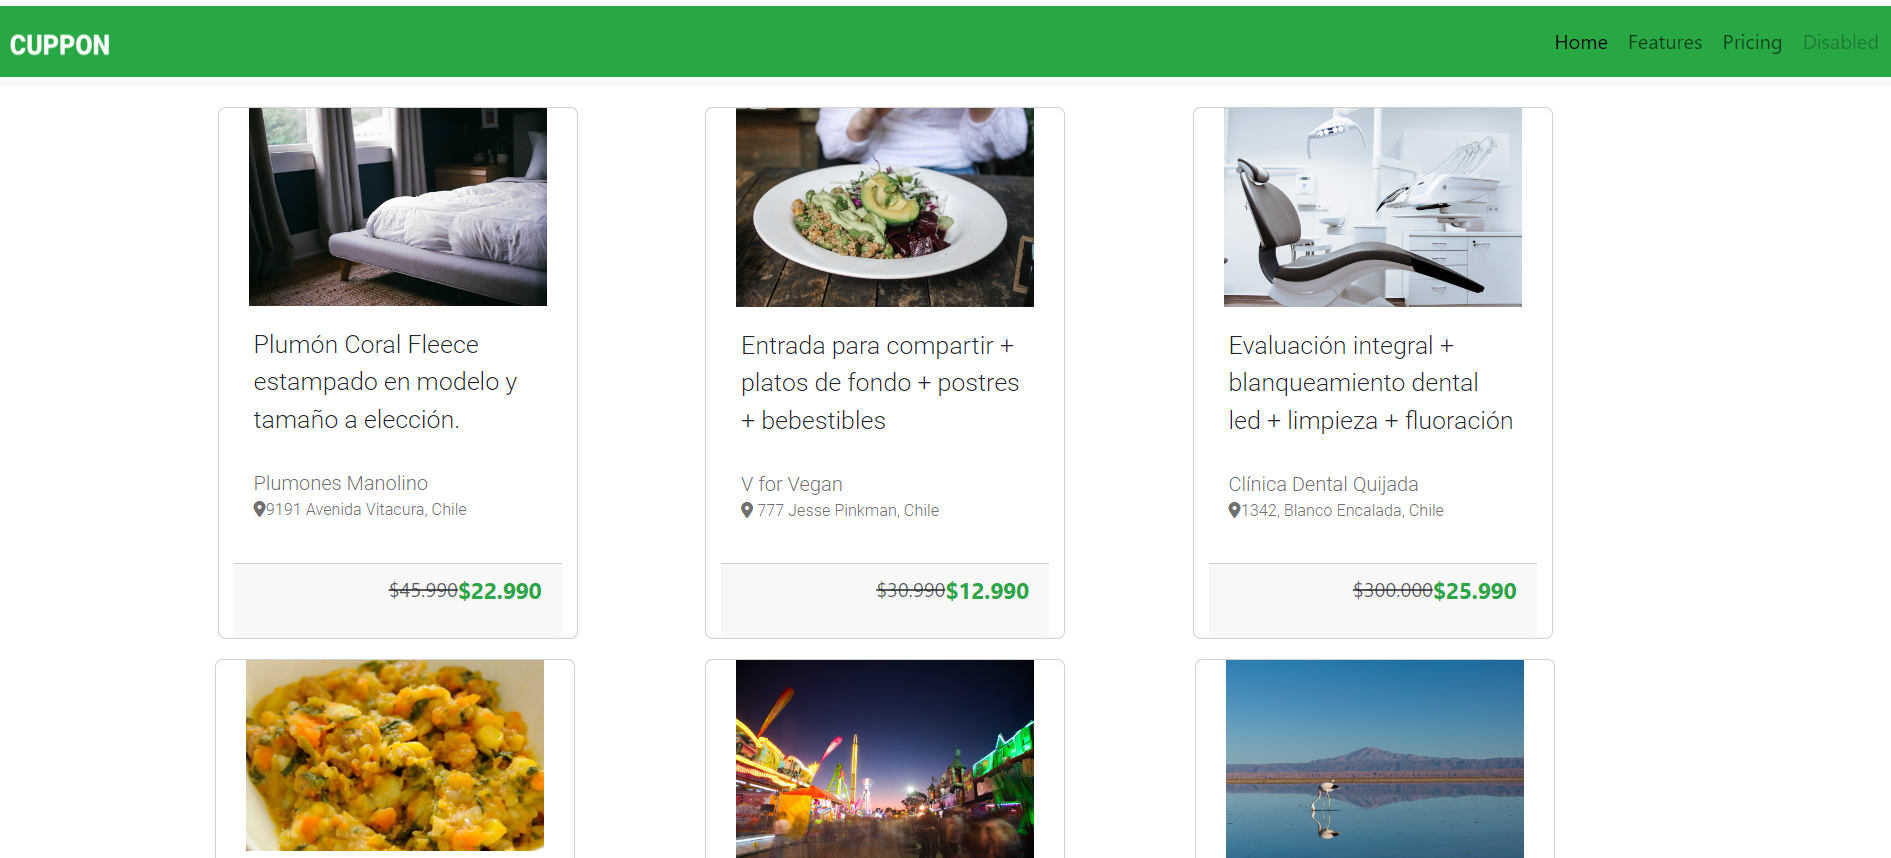 CUPPON
Home Features Pricing Disabled
Plumón Coral Fleece
estampado en modelo y
tamaño a elección.
Plumones Manolino
9191 Avenida Vitacura, Chile
$45.990$22.990
Entrada para compartir +
platos de fondo + postres
+ bebestibles
V for Vegan
777 Jesse Pinkman, Chile
$30.990$12.990
Evaluación integral +
blanqueamiento dental
led + limpieza + fluoración
Clínica Dental Quijada
1342, Blanco Encalada, Chile
$300.000$25.990